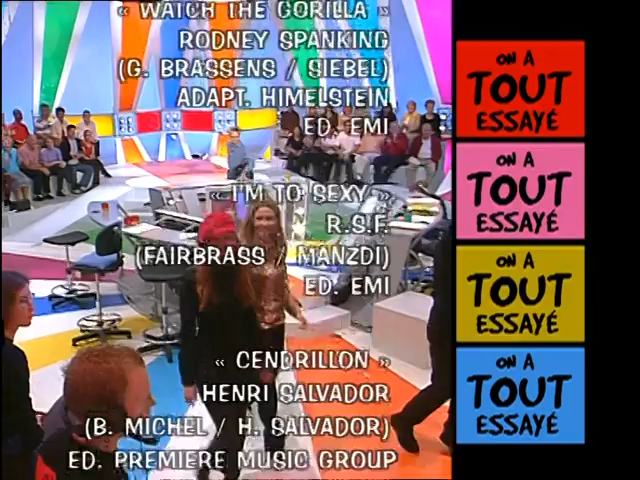 « WATCH THE GORILLA »
RODNEY SPANKING
(G. BRASSENS / SIEBEL)
ADAPT. HIMELSTEIN
ED. EMI
« I'M TO SEXY »
R.S.F.
(FAIRBRASS / MANZDI)
ED. EMI
« CENDRILLON »
HENRI SALVADOR
(B. MICHEL / H. SALVADOR)
ED. PREMIERE MUSIC GROUP
ON A
TOUT
ESSAYÉ
ON A
TOUT
ESSAYÉ
ON A
TOUT
ESSAYÉ
ON A
TOUT
ESSAYÉ